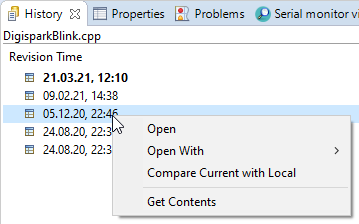 History Properties Problems Serial monitor vi
DigisparkBlink.cpp
Revision Time
21.03.21, 12:10
09.02.21, 14:38
05.12.20, 22:46
24.08.20, 22:3
24.08.20, 22:3
Open
Open With
Compare Current with Local
Get Contents